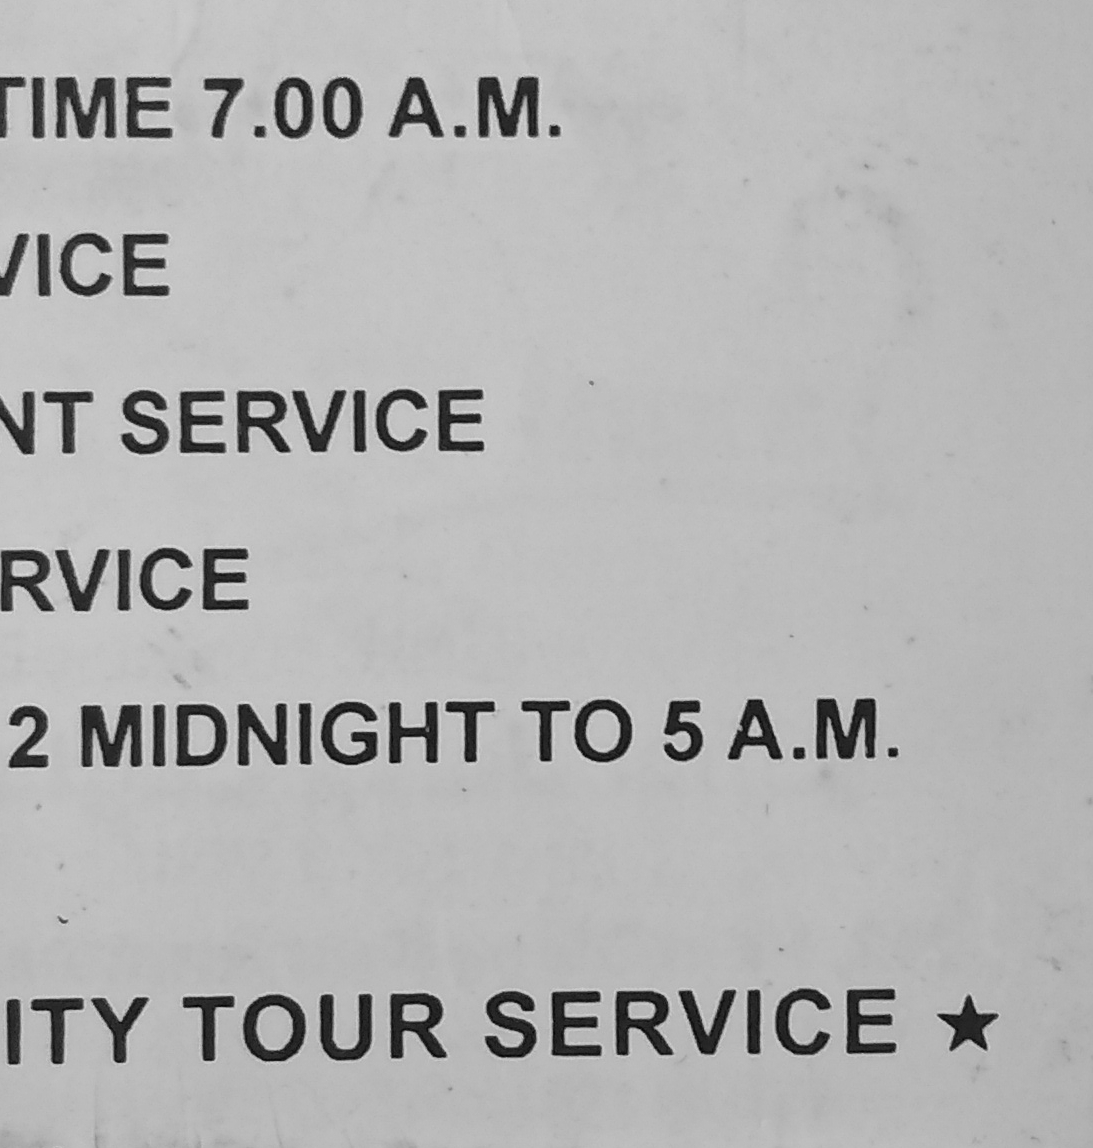 TIME 7.00 A.M.
VICE
NT SERVICE
RVICE
2 MIDNIGHT TO 5 A.M.
ITY TOUR SERVICE ★